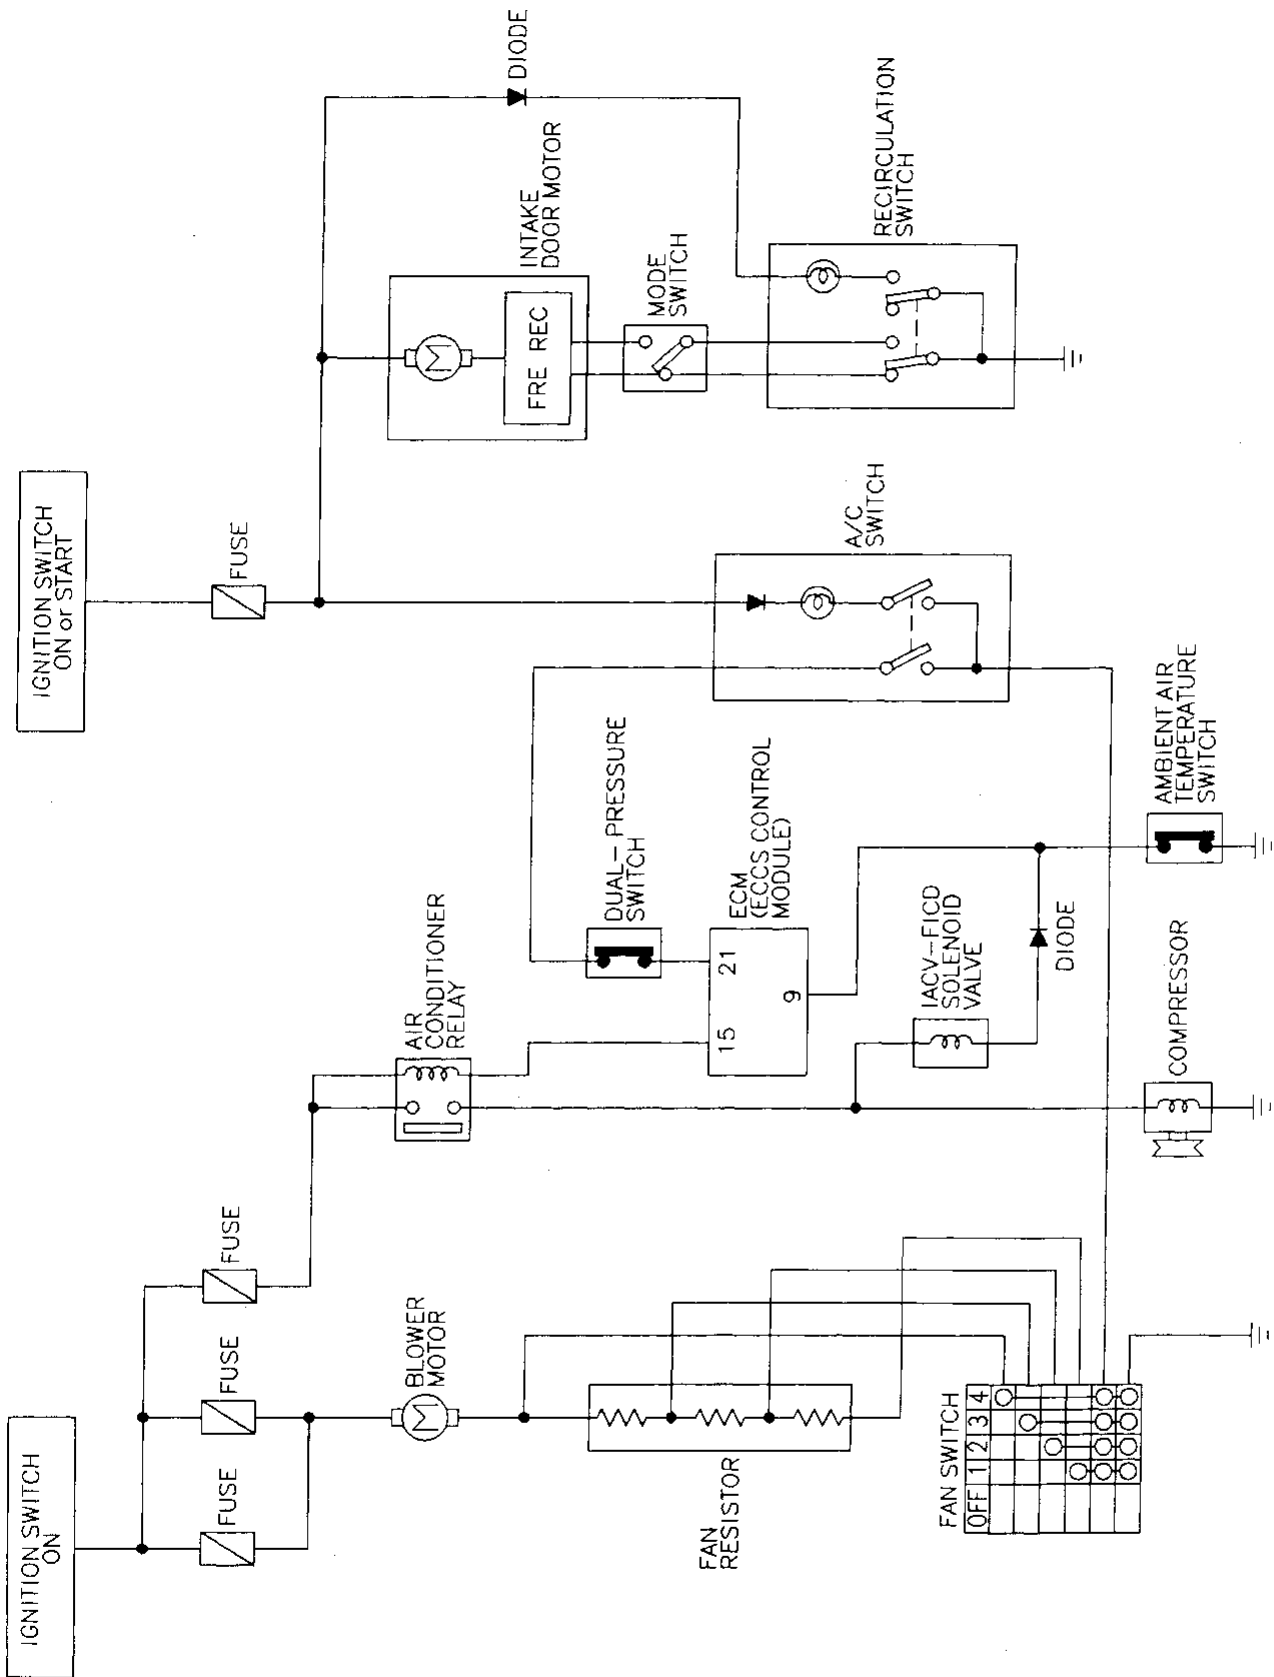 IGNITION SWITCH
ON
FUSE
FUSE
FUSE
BLOWER
MOTOR
FAN
RESISTOR
FAN SWITCH
OFF 1 2 3 4
AIR
CONDITIONER
RELAY
DUAL-PRESSURE
SWITCH
ECM
(ECCS CONTROL
MODULE)
15
21
9
IACV-FICD
SOLENOID
VALVE
DIODE
COMPRESSOR
AMBIENT AIR
TEMPERATURE
SWITCH
IGNITION SWITCH
ON or START
FUSE
A/C
SWITCH
INTAKE
DOOR MOTOR
M
FRE REC
MODE
SWITCH
RECIRCULATION
SWITCH
DIODE
M